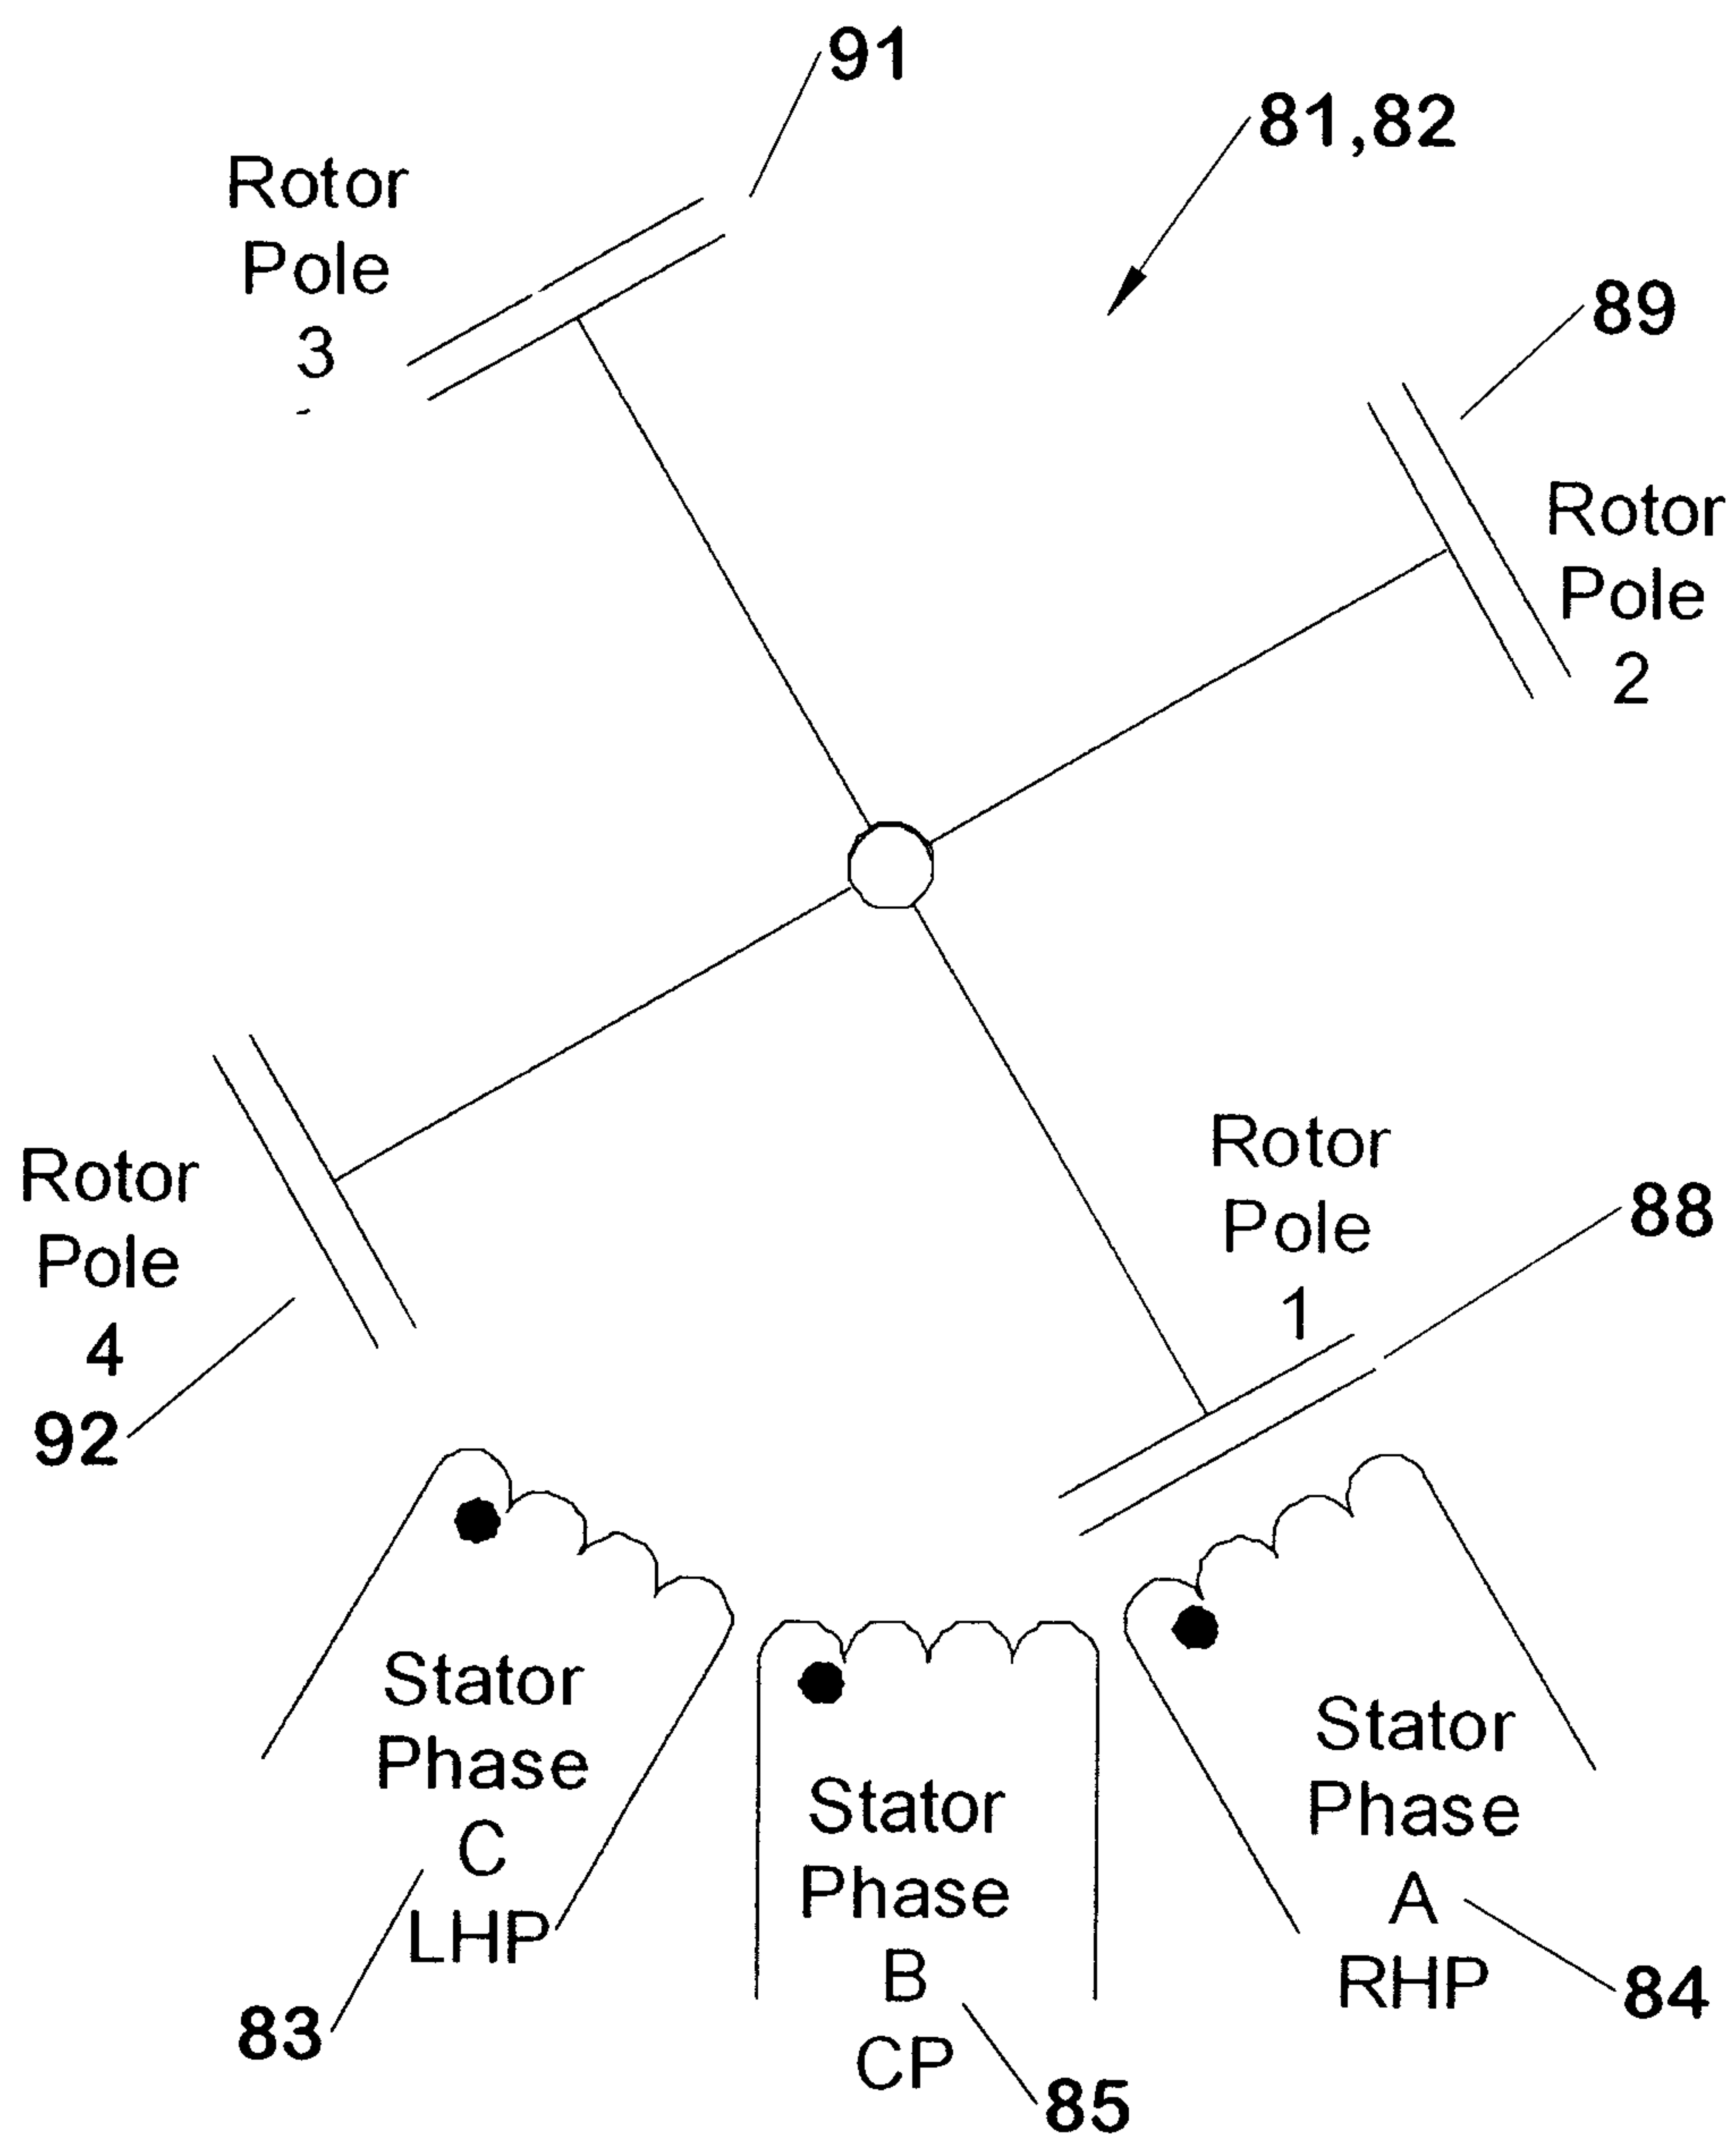 91
81,82
Rotor
Pole
3
89
Rotor
Pole
2
Rotor
Pole
1
88
Rotor
Pole
4
92
Stator
Phase
C
LHP
83
Stator
Phase
B
CP
85
Stator
Phase
A
RHP
84